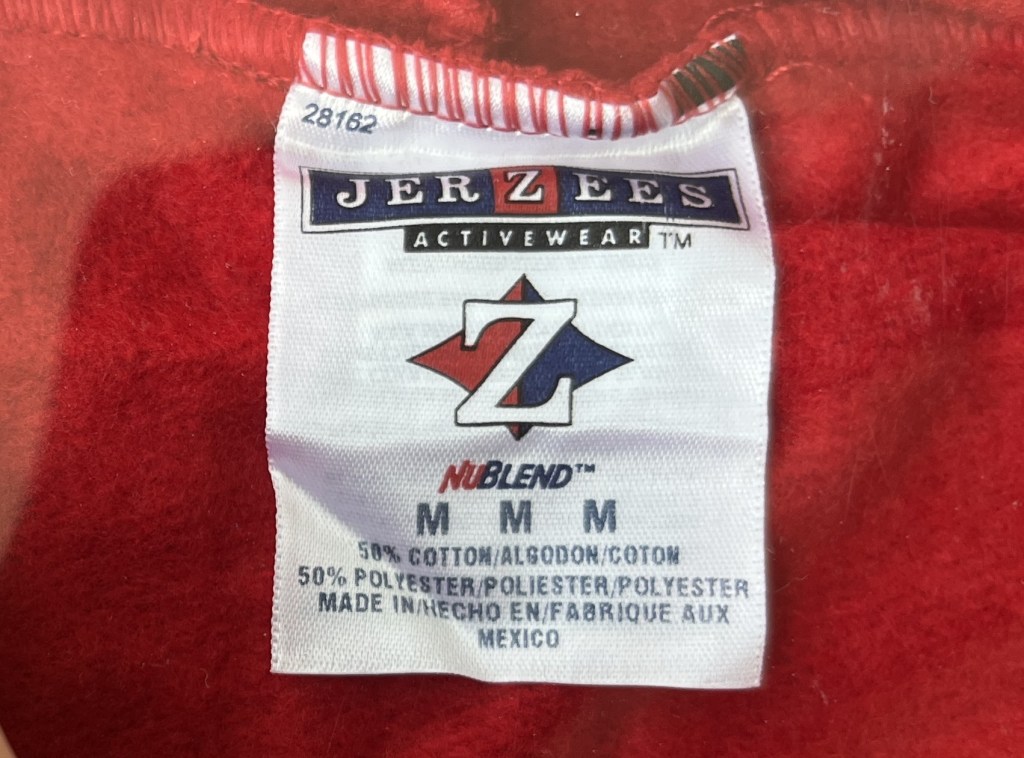 28162
JERZEES
ACTIVEWEAR TM
Z
NUBLEND™
M M M
50% COTTON/ALGODON/COTON
50% POLYESTER/POLIESTER/POLYESTER
MADE IN/HECHO EN/FABRIQUE AUX
MEXICO